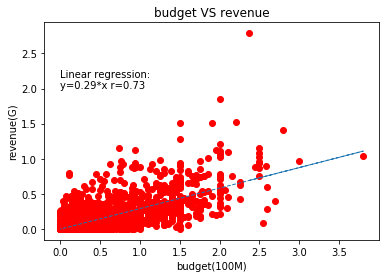 budget VS revenue
2.5
2.0
1.5
1.0
0.5
0.0
revenue(G)
Linear regression:
y=0.29*x r=0.73
0.0 0.5 1.0 1.5 2.0 2.5 3.0 3.5
budget(100M)